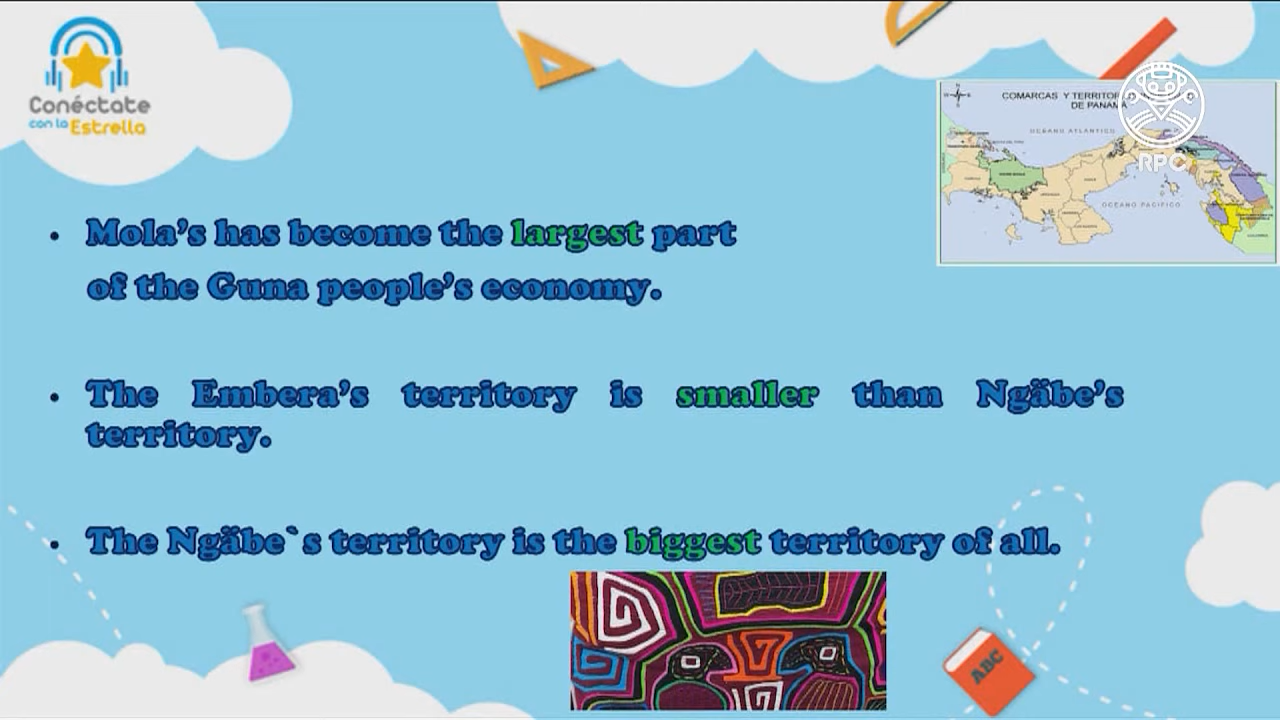 Conéctate
con la Estrella
COMARCAS Y TERRITOR
DE PANAMÁ
OCEANO ATLANTICO
OCEANO PACIFICO
RPC
• Mola's has become the largest part
of the Guna people's economy.
• The Embera's territory is smaller than Ngäbe's
territory.
• The Ngäbe`s territory is the biggest territory of all.
ABC